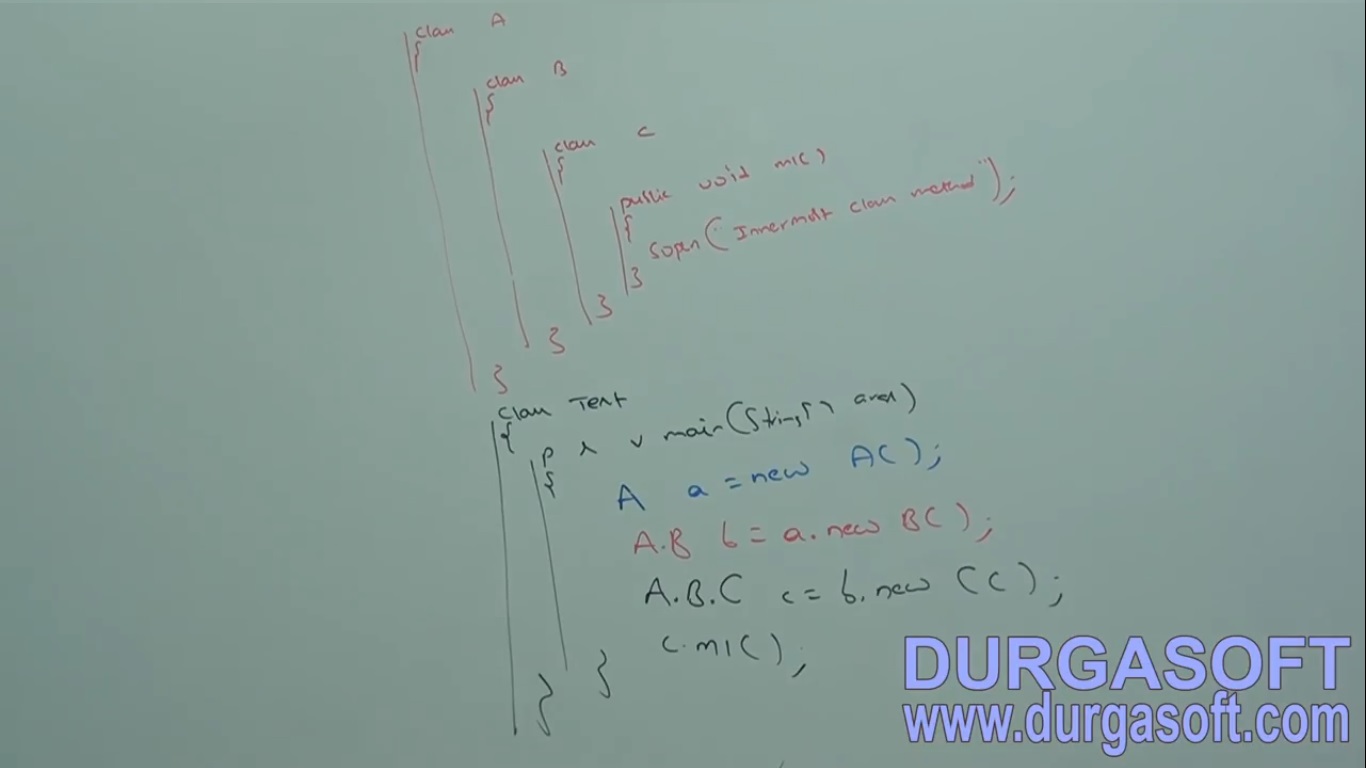 class A
{
class B
{
class C
{
public void m1()
{
Sopln("Innermost class method");
}
}
}
}
class Test
{
p s v main(String[] args)
{
A a = new A();
A.B b = a.new B();
A.B.C c = b.new C();
c.m1();
}
}
DURGASOFT
www.durgasoft.com